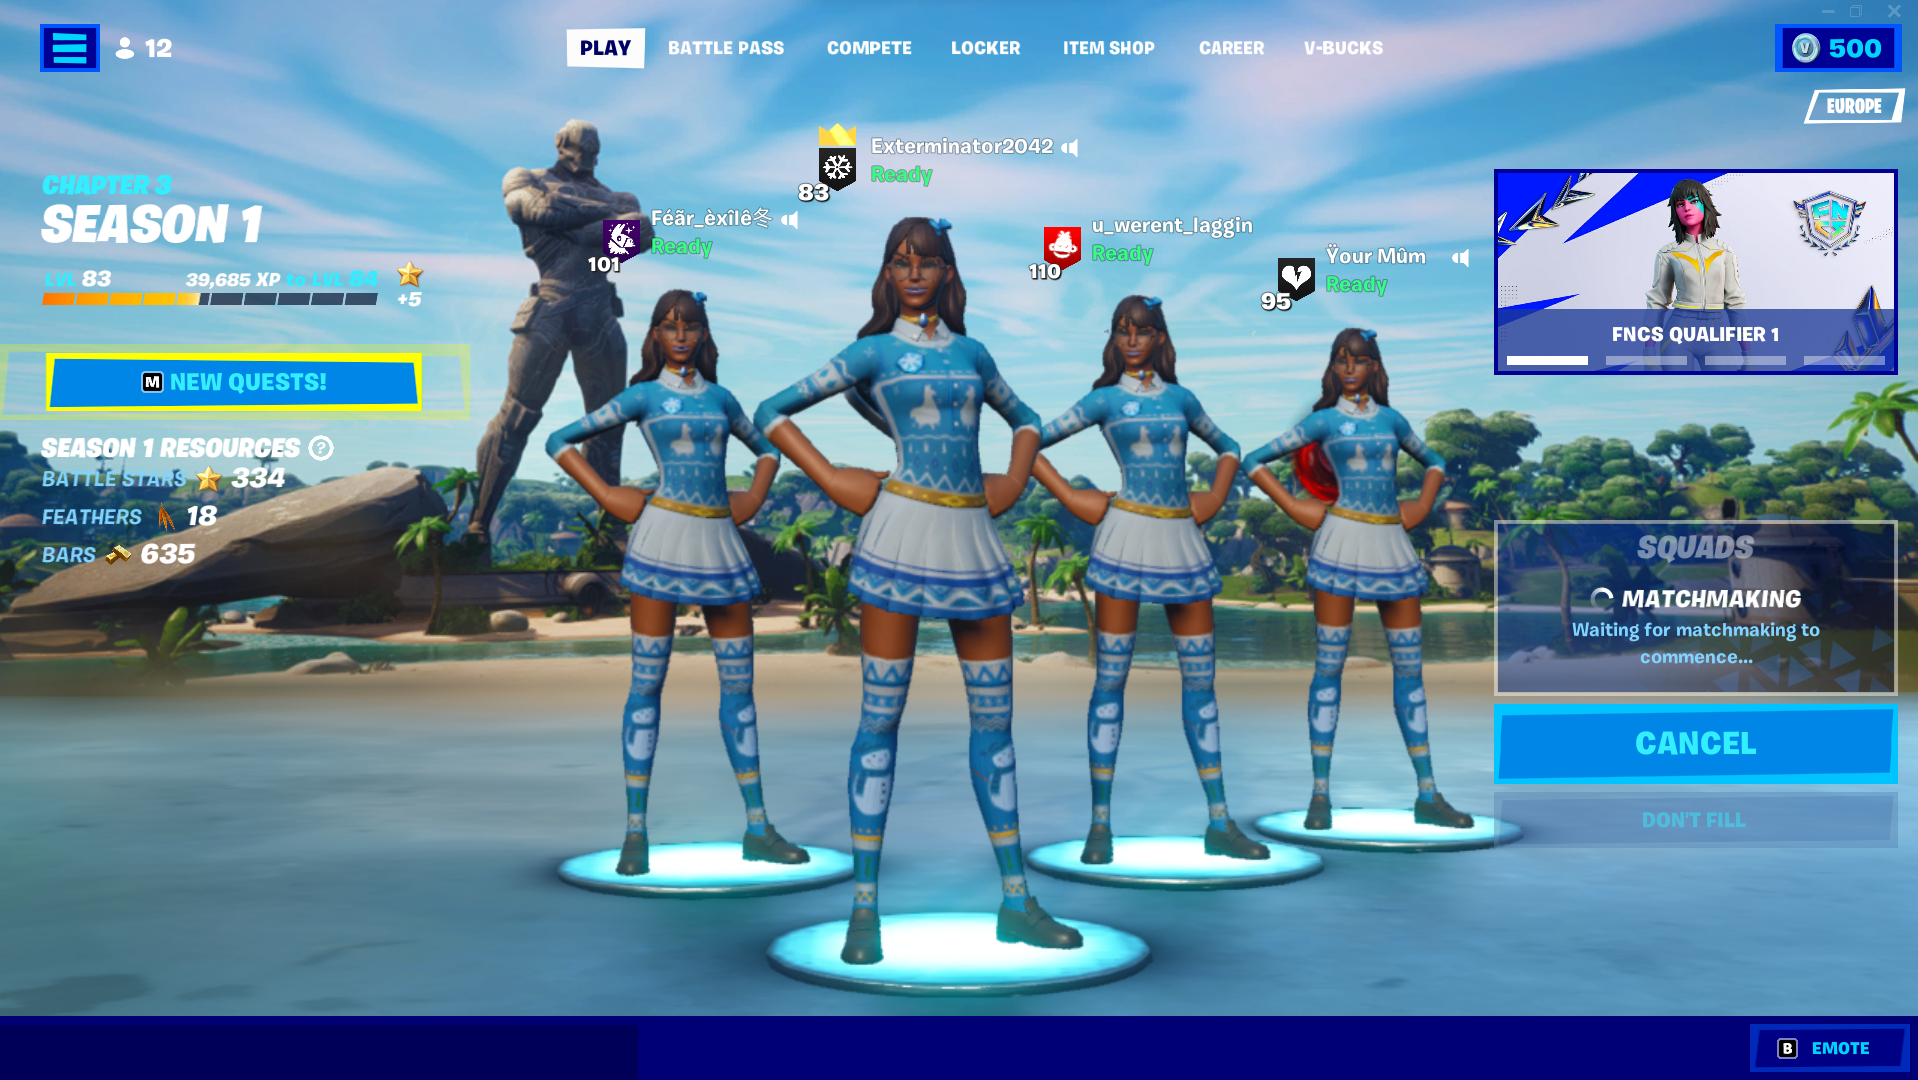 12
PLAY
BATTLE PASS
COMPETE
LOCKER
ITEM SHOP
CAREER
V-BUCKS
V 500
EUROPE
CHAPTER 3
SEASON 1
LVL 83
39,685 XP to LVL 84
+5
M NEW QUESTS!
SEASON 1 RESOURCES ?
BATTLE STARS 334
FEATHERS 18
BARS 635
Féãr_èxîlê冬
Ready
101
Exterminator2042
Ready
83
u_werent_laggin
Ready
110
Ÿour Mûm
Ready
95
FNCS
FNCS QUALIFIER 1
SQUADS
MATCHMAKING
Waiting for matchmaking to
commence...
CANCEL
DON'T FILL
B EMOTE